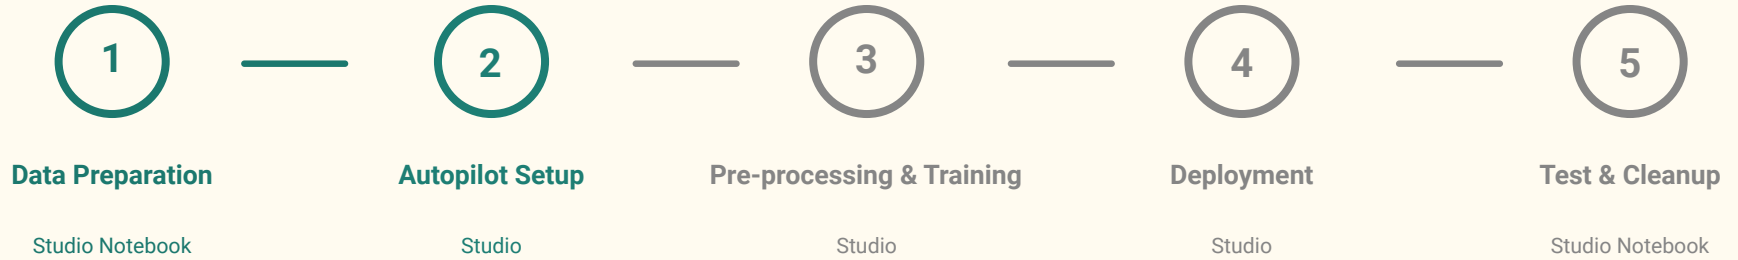 1 2 3 4 5
Data Preparation Autopilot Setup Pre-processing & Training Deployment Test & Cleanup
Studio Notebook Studio Studio Studio Studio Notebook